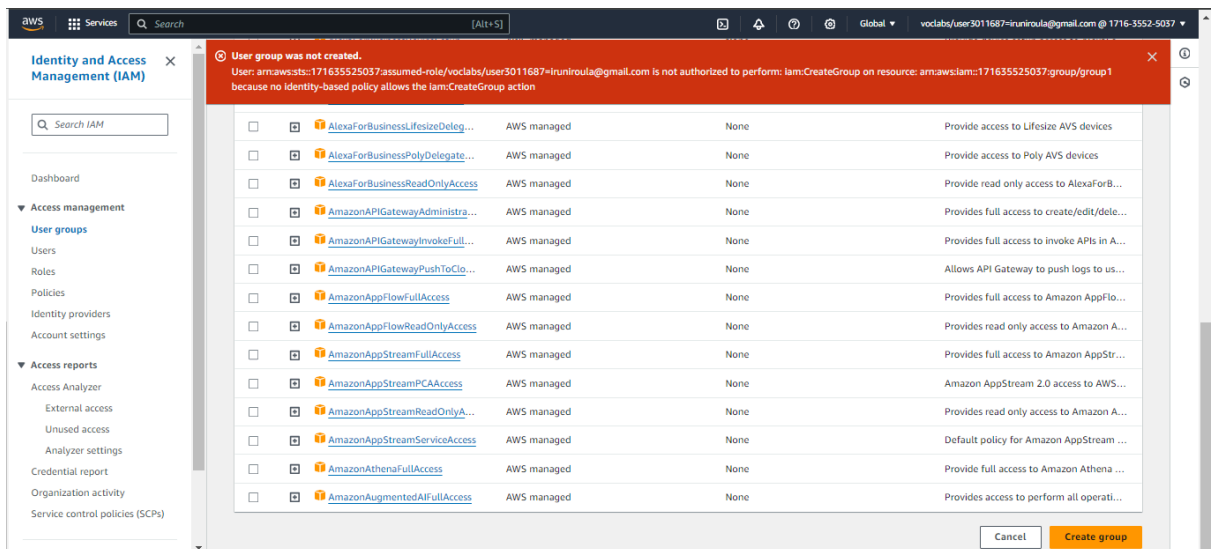 aws Services Search [Alt+S] Global voclabs/user3011687=iruniroula@gmail.com @ 1716-3552-5037
Identity and Access
Management (IAM)
Search IAM
Dashboard
Access management
User groups
Users
Roles
Policies
Identity providers
Account settings
Access reports
Access Analyzer
External access
Unused access
Analyzer settings
Credential report
Organization activity
Service control policies (SCPs)
User group was not created.
User: arn:aws:sts::171635525037:assumed-role/voclabs/user3011687=iruniroula@gmail.com is not authorized to perform: iam:CreateGroup on resource: arn:aws:iam::171635525037:group/group1
because no identity-based policy allows the iam:CreateGroup action
AlexaForBusinessLifesizeDeleg... AWS managed None Provide access to Lifesize AVS devices
AlexaForBusinessPolyDelegate... AWS managed None Provide access to Poly AVS devices
AlexaForBusinessReadOnlyAccess AWS managed None Provide read only access to AlexaForB...
AmazonAPIGatewayAdministra... AWS managed None Provides full access to create/edit/dele...
AmazonAPIGatewayInvokeFull... AWS managed None Provides full access to invoke APIs in A...
AmazonAPIGatewayPushToClo... AWS managed None Allows API Gateway to push logs to us...
AmazonAppFlowFullAccess AWS managed None Provides full access to Amazon AppFlo...
AmazonAppFlowReadOnlyAccess AWS managed None Provides read only access to Amazon A...
AmazonAppStreamFullAccess AWS managed None Provides full access to Amazon AppStr...
AmazonAppStreamPCAAccess AWS managed None Amazon AppStream 2.0 access to AWS...
AmazonAppStreamReadOnlyA... AWS managed None Provides read only access to Amazon A...
AmazonAppStreamServiceAccess AWS managed None Default policy for Amazon AppStream ...
AmazonAthenaFullAccess AWS managed None Provide full access to Amazon Athena ...
AmazonAugmentedAIFullAccess AWS managed None Provides access to perform all operati...
Cancel Create group